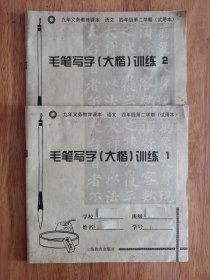 九年义务教育课本 语文 四年级第二学期（试用本）
毛笔写字（大楷）训练 2
九年义务教育课本 语文 四年级第二学期（试用本）
毛笔写字（大楷）训练 1
学校 班级
姓名 学号
上海教育出版社